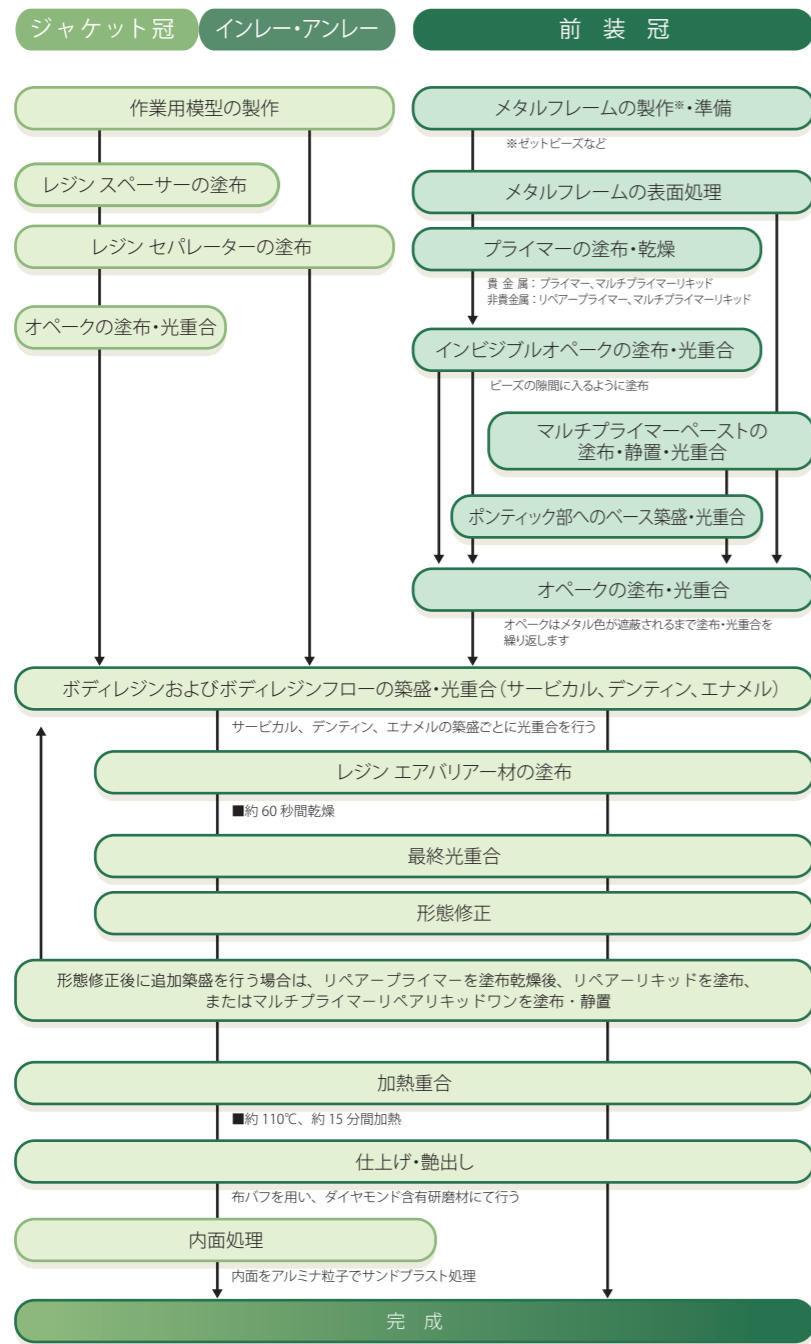 ジャケット冠
インレー・アンレー
前 装 冠
作業用模型の製作
レジン スペーサーの塗布
レジン セパレーターの塗布
オペークの塗布・光重合
メタルフレームの製作※・準備
※ゼットビーズなど
メタルフレームの表面処理
プライマーの塗布・乾燥
貴 金 属：プライマー、マルチプライマーリキッド
非貴金属：リペアープライマー、マルチプライマーリキッド
インビジブルオペークの塗布・光重合
ビーズの隙間に入るように塗布
マルチプライマーペーストの
塗布・静置・光重合
ポンティック部へのベース築盛・光重合
オペークの塗布・光重合
オペークはメタル色が遮蔽されるまで塗布・光重合を
繰り返します
ボディレジンおよびボディレジンフローの築盛・光重合（サービカル、デンティン、エナメル）
サービカル、デンティン、エナメルの築盛ごとに光重合を行う
レジン エアバリアー材の塗布
■約 60 秒間乾燥
最終光重合
形態修正
形態修正後に追加築盛を行う場合は、リペアープライマーを塗布乾燥後、リペアーリキッドを塗布、
またはマルチプライマーリペアリキッドワンを塗布・静置
加熱重合
■約 110℃、約 15 分間加熱
仕上げ・艶出し
布バフを用い、ダイヤモンド含有研磨材にて行う
内面処理
内面をアルミナ粒子でサンドブラスト処理
完 成